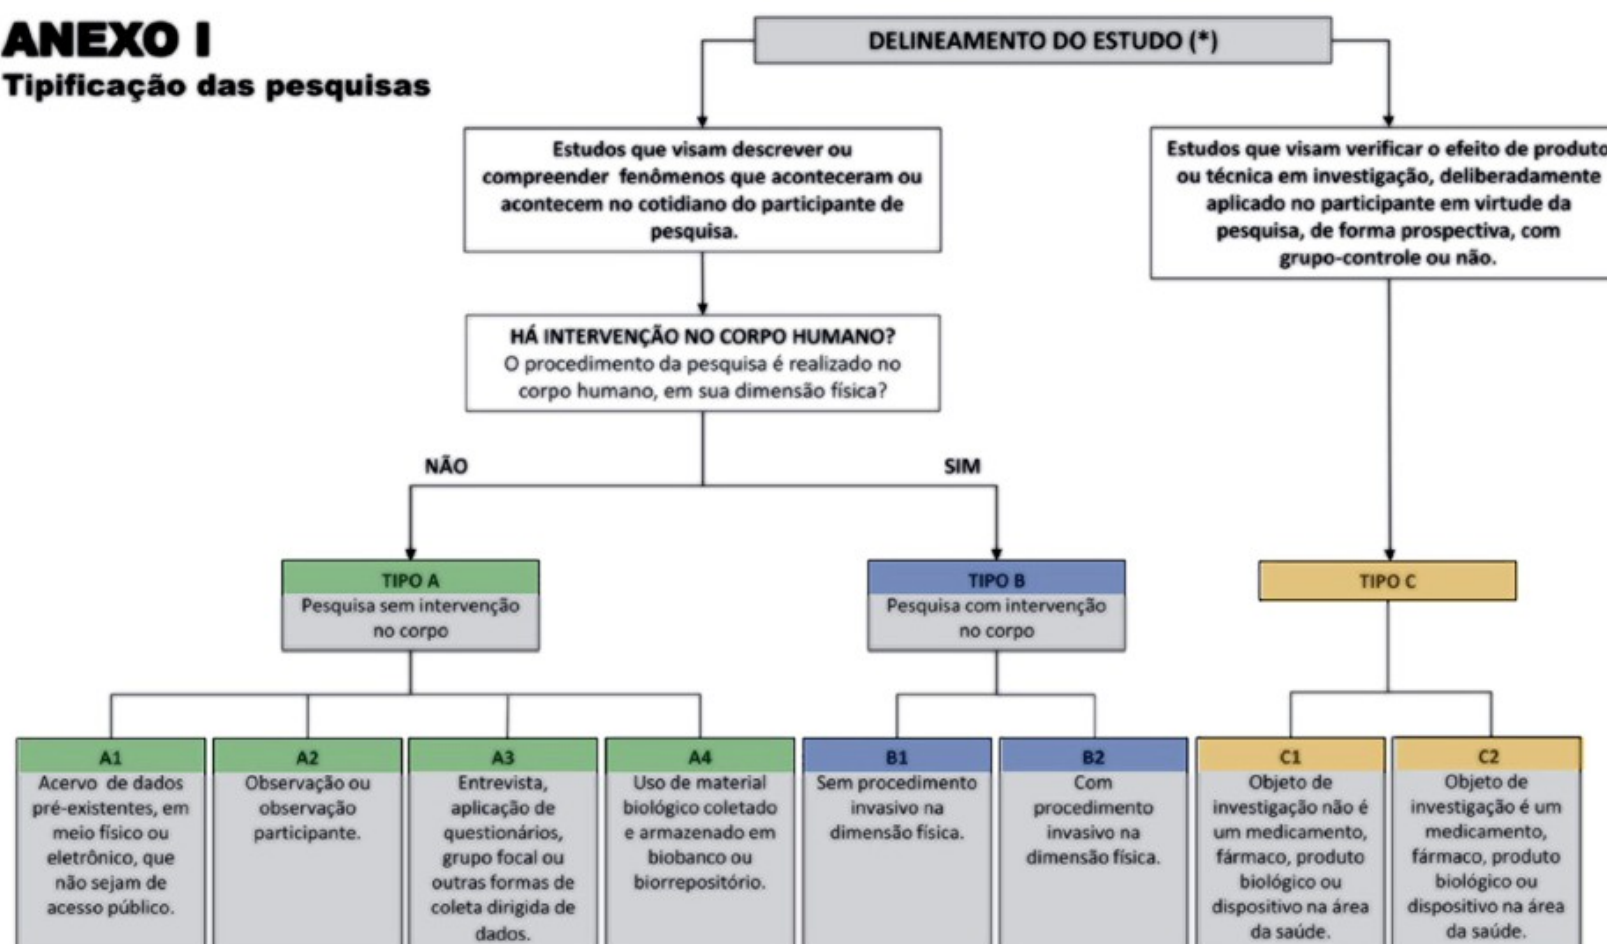 ANEXO I
Tipificação das pesquisas
DELINEAMENTO DO ESTUDO (*)
Estudos que visam descrever ou
compreender fenômenos que aconteceram ou
acontecem no cotidiano do participante de
pesquisa.
Estudos que visam verificar o efeito de produto
ou técnica em investigação, deliberadamente
aplicado no participante em virtude da
pesquisa, de forma prospectiva, com
grupo-controle ou não.
HÁ INTERVENÇÃO NO CORPO HUMANO?
O procedimento da pesquisa é realizado no
corpo humano, em sua dimensão física?
NÃO
SIM
TIPO A
Pesquisa sem intervenção
no corpo
TIPO B
Pesquisa com intervenção
no corpo
TIPO C
A1
Acervo de dados
pré-existentes, em
meio físico ou
eletrônico, que
não sejam de
acesso público.
A2
Observação ou
observação
participante.
A3
Entrevista,
aplicação de
questionários,
grupo focal ou
outras formas de
coleta dirigida de
dados.
A4
Uso de material
biológico coletado
e armazenado em
biobanco ou
biorrepositório.
B1
Sem procedimento
invasivo na
dimensão física.
B2
Com
procedimento
invasivo na
dimensão física.
C1
Objeto de
investigação não é
um medicamento,
fármaco, produto
biológico ou
dispositivo na área
da saúde.
C2
Objeto de
investigação é um
medicamento,
fármaco, produto
biológico ou
dispositivo na área
da saúde.